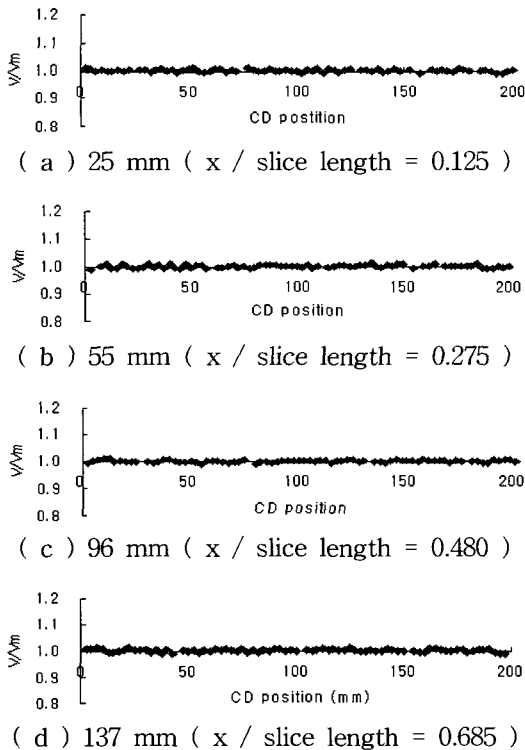 1.2
1.1
V/Vm 1.0
0.9
0.8
0 50 100 150 200
CD postition
( a ) 25 mm ( x / slice length = 0.125 )
1.2
1.1
V/Vm 1.0
0.9
0.8
0 50 100 150 200
CD position
( b ) 55 mm ( x / slice length = 0.275 )
1.2
1.1
V/Vm 1.0
0.9
0.8
0 50 100 150 200
CD position
( c ) 96 mm ( x / slice length = 0.480 )
1.2
1.1
V/Vm 1.0
0.9
0.8
0 50 100 150 200
CD position (mm)
( d ) 137 mm ( x / slice length = 0.685 )